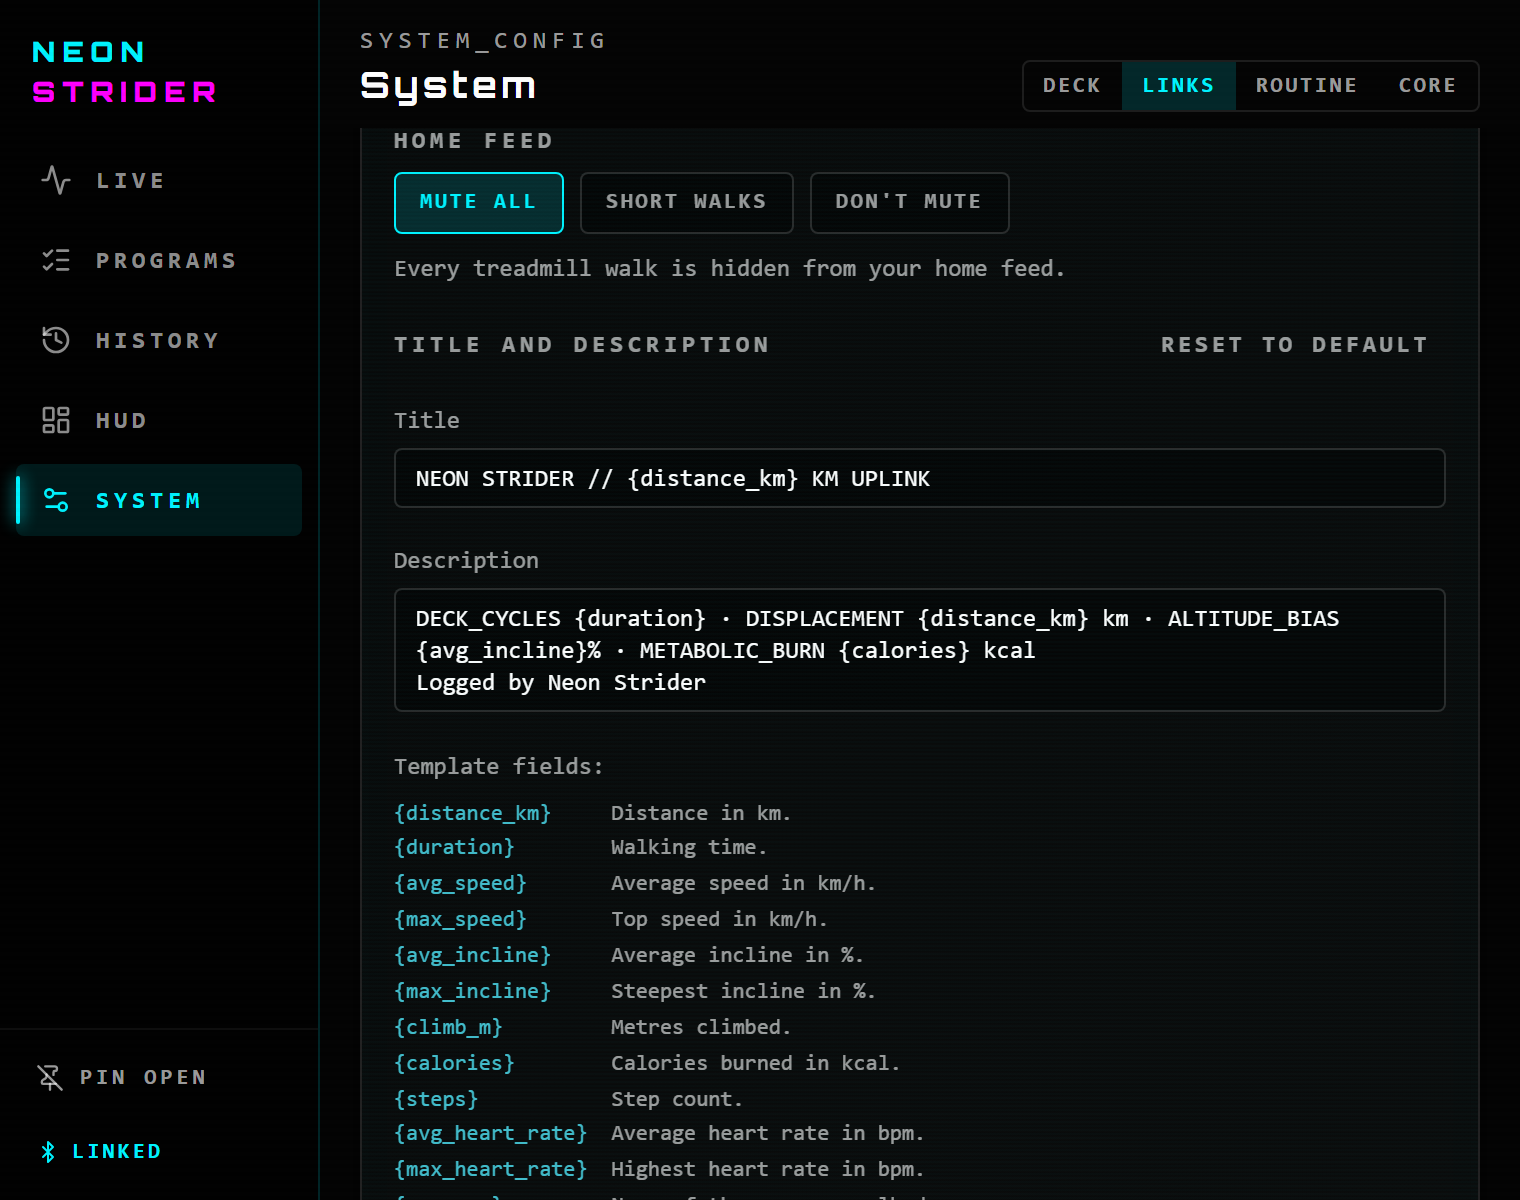 NEON
STRIDER
LIVE
PROGRAMS
HISTORY
HUD
SYSTEM
PIN OPEN
LINKED
SYSTEM_CONFIG
System
DECK
LINKS
ROUTINE
CORE
HOME FEED
MUTE ALL
SHORT WALKS
DON'T MUTE
Every treadmill walk is hidden from your home feed.
TITLE AND DESCRIPTION
RESET TO DEFAULT
Title
NEON STRIDER // {distance_km} KM UPLINK
Description
DECK_CYCLES {duration} · DISPLACEMENT {distance_km} km · ALTITUDE_BIAS
{avg_incline}% · METABOLIC_BURN {calories} kcal
Logged by Neon Strider
Template fields:
{distance_km} Distance in km.
{duration} Walking time.
{avg_speed} Average speed in km/h.
{max_speed} Top speed in km/h.
{avg_incline} Average incline in %.
{max_incline} Steepest incline in %.
{climb_m} Metres climbed.
{calories} Calories burned in kcal.
{steps} Step count.
{avg_heart_rate} Average heart rate in bpm.
{max_heart_rate} Highest heart rate in bpm.